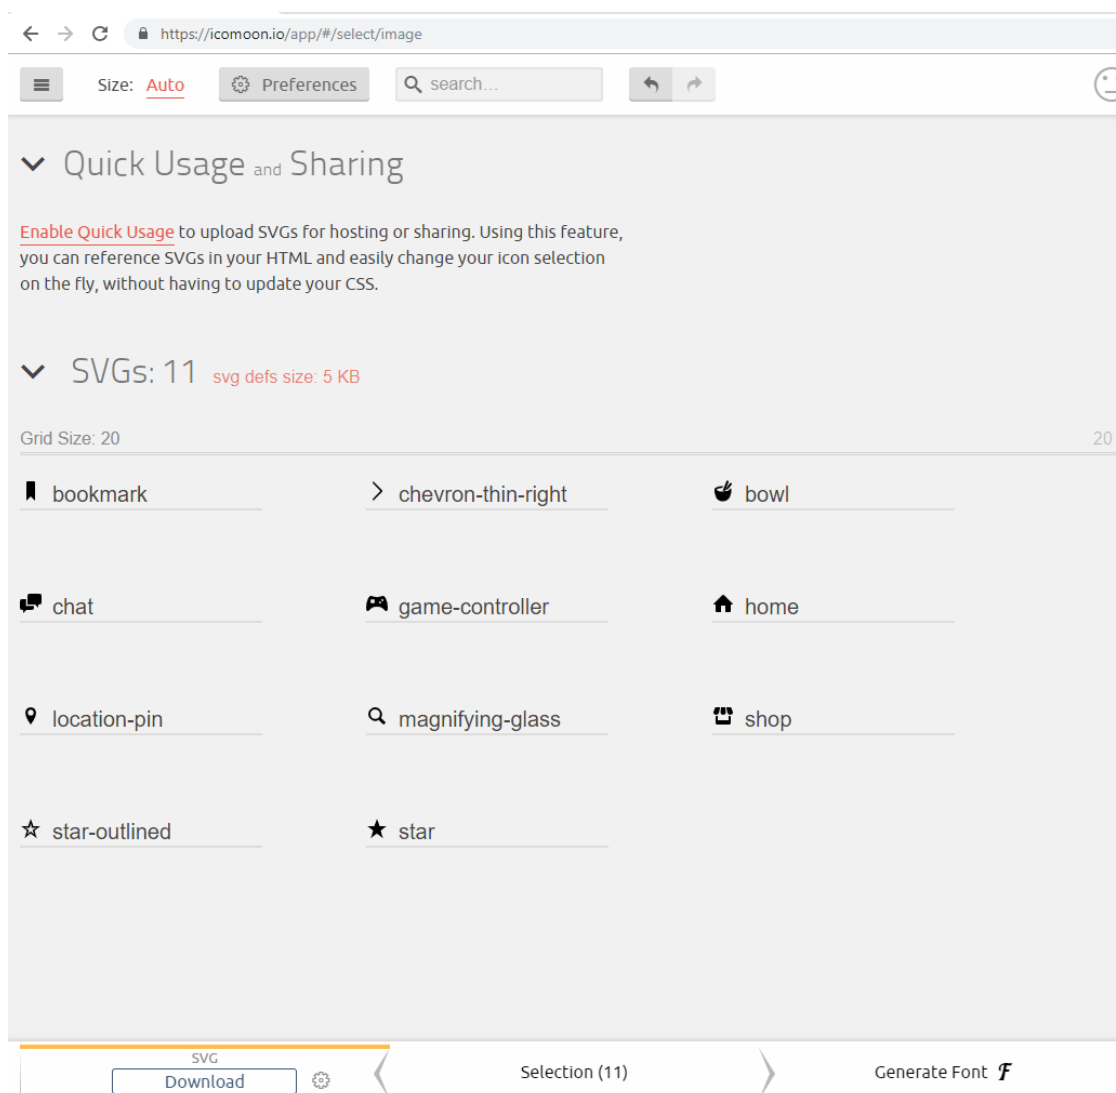 https://icomoon.io/app/#/select/image
Size: Auto Preferences search...
Quick Usage and Sharing
Enable Quick Usage to upload SVGs for hosting or sharing. Using this feature,
you can reference SVGs in your HTML and easily change your icon selection
on the fly, without having to update your CSS.
SVGs: 11 svg defs size: 5 KB
Grid Size: 20 20
bookmark chevron-thin-right bowl
chat game-controller home
location-pin magnifying-glass shop
star-outlined star
SVG
Download Selection (11) Generate Font F